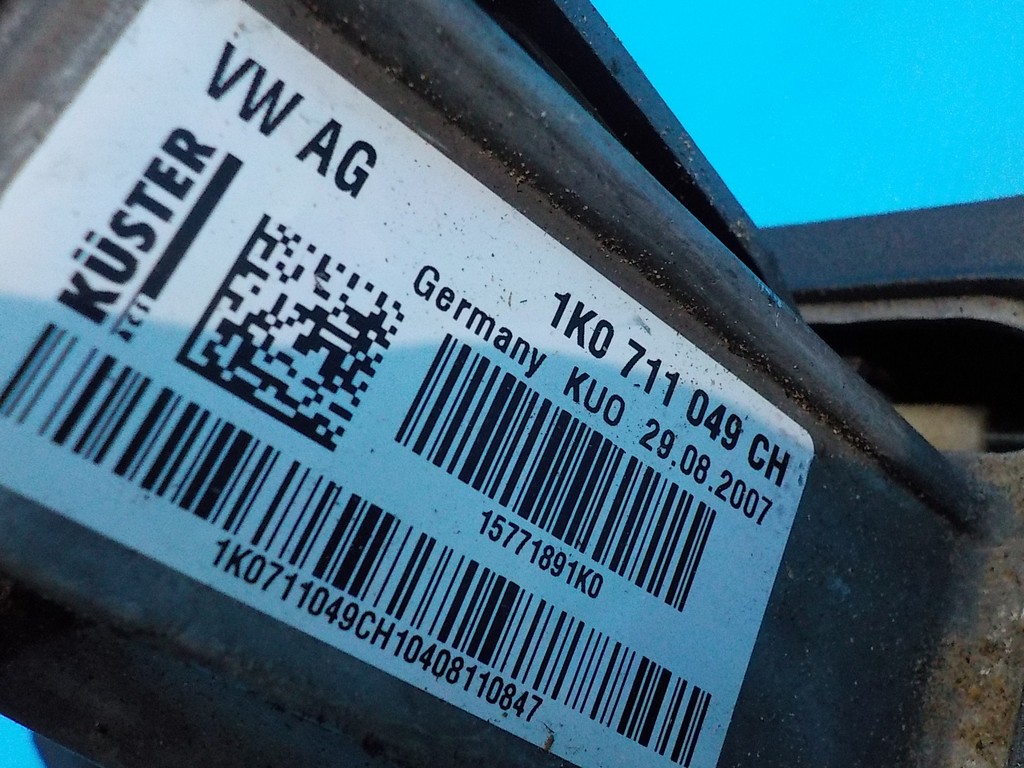 VW AG
KÜSTER
1K0 711 049 CH
Germany KUO 29.08.2007
15771891K0
1K0711049CH10408110847